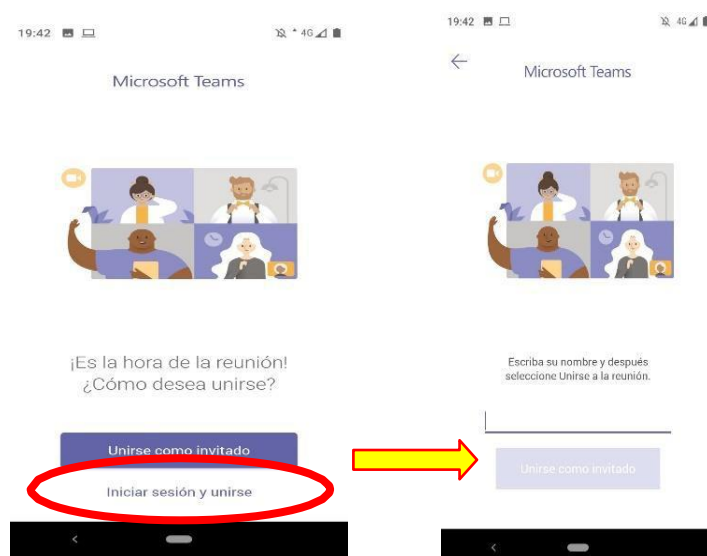 19:42
4G
Microsoft Teams
¡Es la hora de la reunión!
¿Cómo desea unirse?
Unirse como invitado
Iniciar sesión y unirse
19:42
4G
Microsoft Teams
Escriba su nombre y después
seleccione Unirse a la reunión.
Unirse como invitado